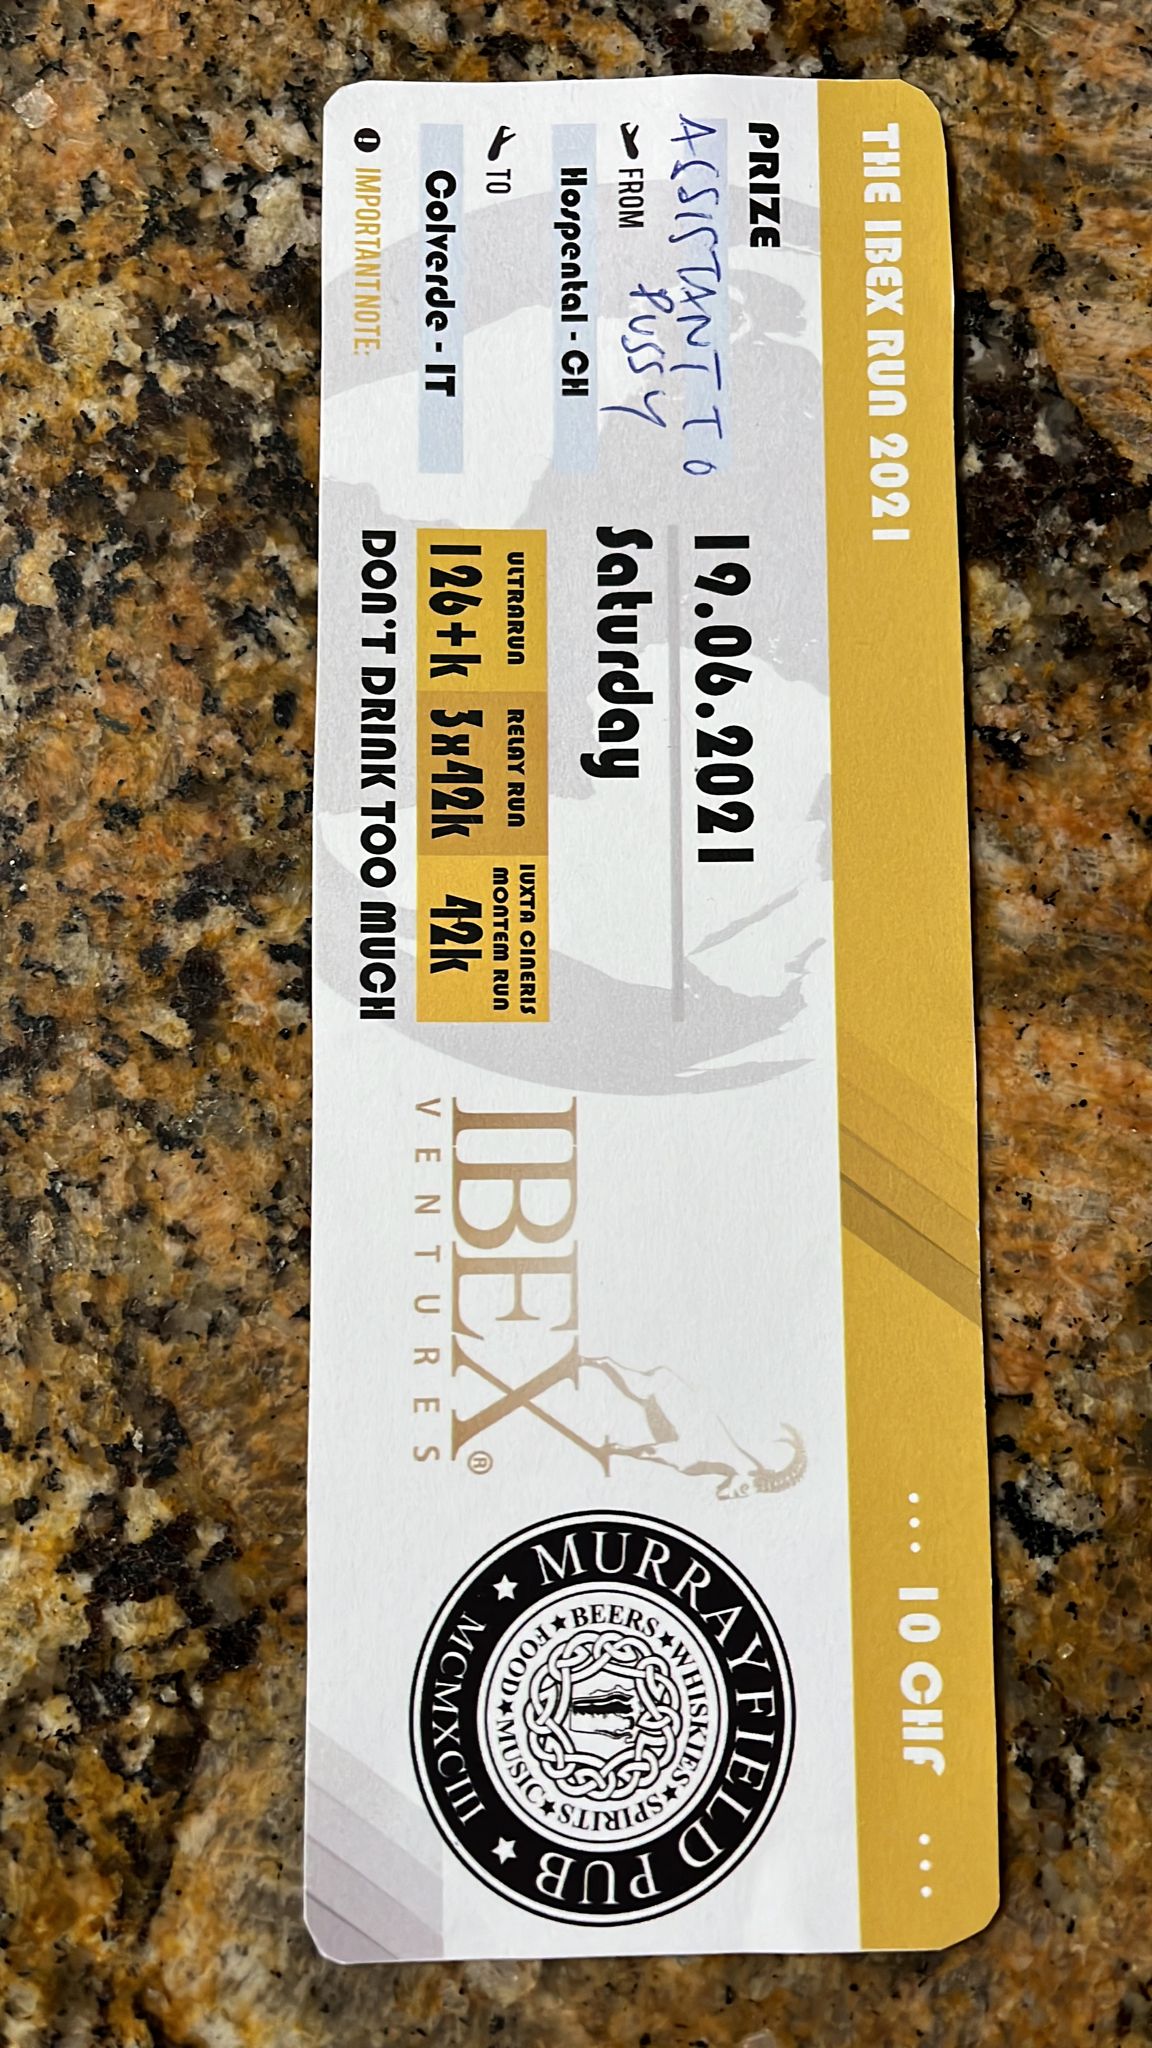 THE IBEX RUN 2021
.... 10 CHF ...
PRIZE
ASSISTANT TO
PUSSY
FROM
Hospental - CH
TO
Colverde - IT
IMPORTANT NOTE:
19.06.2021
Saturday
ULTRARUN
126+k
RELAY RUN
3x42k
IUXTA CINERIS
MONTEM RUN
42k
DON'T DRINK TOO MUCH
IBEX®
VENTURES
MURRAYFIELD PUB
MCMXCIII
BEERS★WHISKIES★SPIRITS★MUSIC★FOOD★